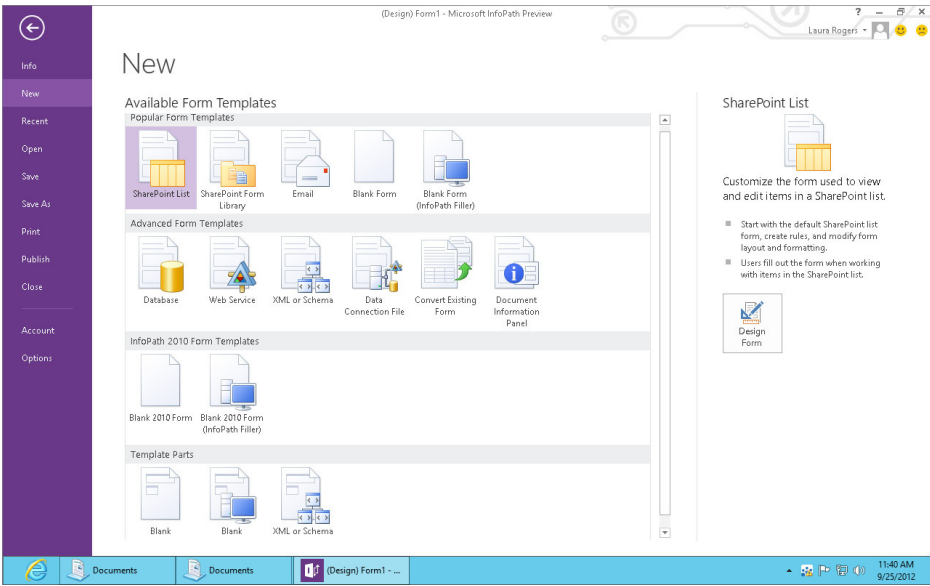 (Design) Form1 - Microsoft InfoPath Preview
?
Laura Rogers
Info
New
Recent
Open
Save
Save As
Print
Publish
Close
Account
Options
New
Available Form Templates
Popular Form Templates
SharePoint List
SharePoint Form
Library
Email
Blank Form
Blank Form
(InfoPath Filler)
Advanced Form Templates
Database
Web Service
XML or Schema
Data
Connection File
Convert Existing
Form
Document
Information
Panel
InfoPath 2010 Form Templates
Blank 2010 Form
Blank 2010 Form
(InfoPath Filler)
Template Parts
Blank
Blank
XML or Schema
SharePoint List
Customize the form used to view
and edit items in a SharePoint list.
Start with the default SharePoint list
form, create rules, and modify form
layout and formatting.
Users fill out the form when working
with items in the SharePoint list.
Design
Form
Documents
Documents
(Design) Form1 - ...
11:40 AM
9/25/2012